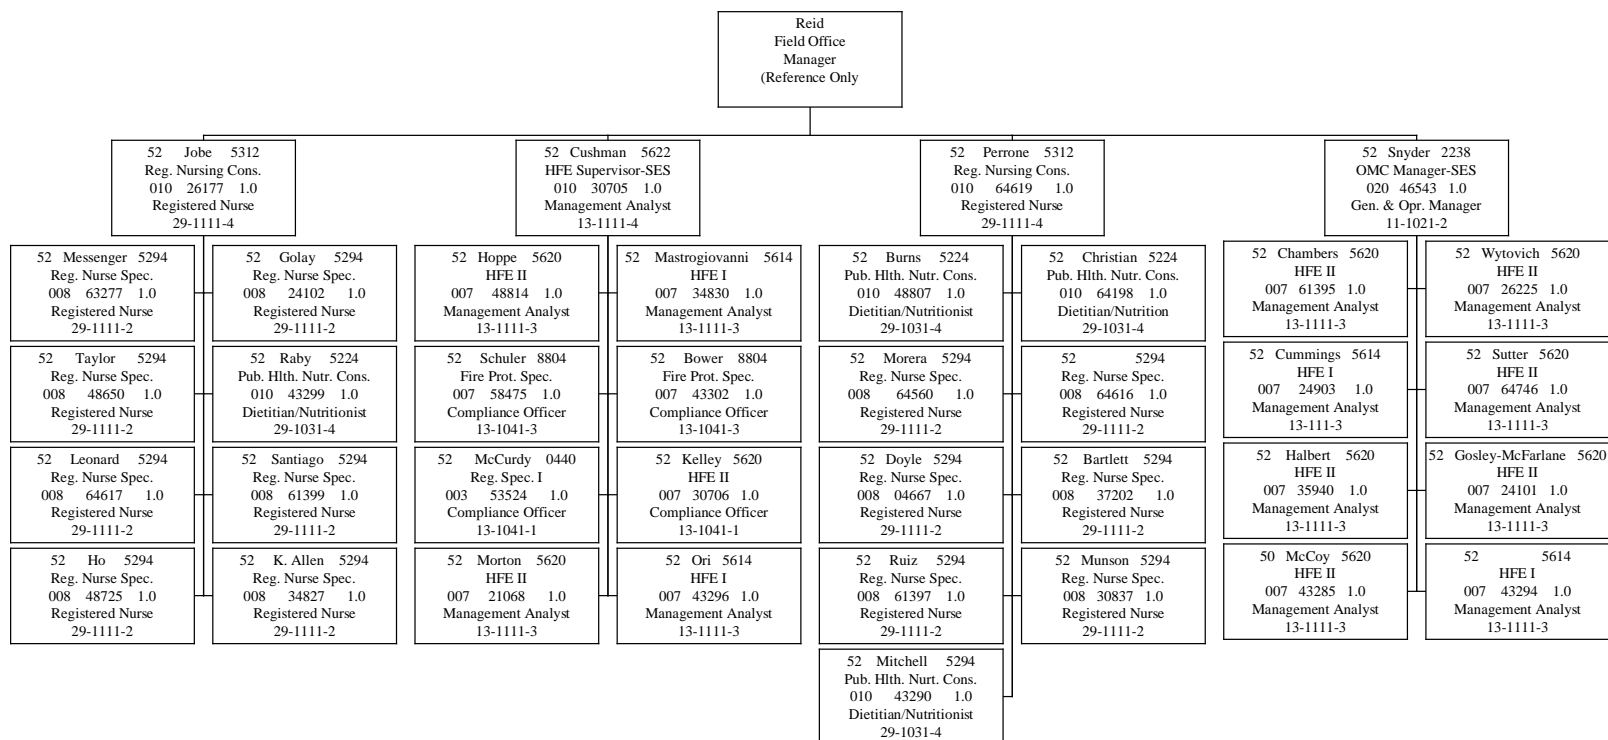 Reid
Field Office
Manager
(Reference Only
52 Jobe 5312
Reg. Nursing Cons.
010 26177 1.0
Registered Nurse
29-1111-4
52 Cushman 5622
HFE Supervisor-SES
010 30705 1.0
Management Analyst
13-1111-4
52 Perrone 5312
Reg. Nursing Cons.
010 64619 1.0
Registered Nurse
29-1111-4
52 Snyder 2238
OMC Manager-SES
020 46543 1.0
Gen. & Opr. Manager
11-1021-2
52 Messenger 5294
Reg. Nurse Spec.
008 63277 1.0
Registered Nurse
29-1111-2
52 Golay 5294
Reg. Nurse Spec.
008 24102 1.0
Registered Nurse
29-1111-2
52 Hoppe 5620
HFE II
007 48814 1.0
Management Analyst
13-1111-3
52 Mastrogiovanni 5614
HFE I
007 34830 1.0
Management Analyst
13-1111-3
52 Burns 5224
Pub. Hlth. Nutr. Cons.
010 48807 1.0
Dietitian/Nutritionist
29-1031-4
52 Christian 5224
Pub. Hlth. Nutr. Cons.
010 64198 1.0
Dietitian/Nutrition
29-1031-4
52 Chambers 5620
HFE II
007 61395 1.0
Management Analyst
13-1111-3
52 Wytovich 5620
HFE II
007 26225 1.0
Management Analyst
13-1111-3
52 Taylor 5294
Reg. Nurse Spec.
008 48650 1.0
Registered Nurse
29-1111-2
52 Raby 5224
Pub. Hlth. Nutr. Cons.
010 43299 1.0
Dietitian/Nutritionist
29-1031-4
52 Schuler 8804
Fire Prot. Spec.
007 58475 1.0
Compliance Officer
13-1041-3
52 Bower 8804
Fire Prot. Spec.
007 43302 1.0
Compliance Officer
13-1041-3
52 Morera 5294
Reg. Nurse Spec.
008 64560 1.0
Registered Nurse
29-1111-2
52 5294
Reg. Nurse Spec.
008 64616 1.0
Registered Nurse
29-1111-2
52 Cummings 5614
HFE I
007 24903 1.0
Management Analyst
13-111-3
52 Sutter 5620
HFE II
007 64746 1.0
Management Analyst
13-1111-3
52 Leonard 5294
Reg. Nurse Spec.
008 64617 1.0
Registered Nurse
29-1111-2
52 Santiago 5294
Reg. Nurse Spec.
008 61399 1.0
Registered Nurse
29-1111-2
52 McCurdy 0440
Reg. Spec. I
003 53524 1.0
Compliance Officer
13-1041-1
52 Kelley 5620
HFE II
007 30706 1.0
Compliance Officer
13-1041-1
52 Doyle 5294
Reg. Nurse Spec.
008 04667 1.0
Registered Nurse
29-1111-2
52 Bartlett 5294
Reg. Nurse Spec.
008 37202 1.0
Registered Nurse
29-1111-2
52 Halbert 5620
HFE II
007 35940 1.0
Management Analyst
13-1111-3
52 Gosley-McFarlane 5620
HFE II
007 24101 1.0
Management Analyst
13-1111-3
52 Ho 5294
Reg. Nurse Spec.
008 48725 1.0
Registered Nurse
29-1111-2
52 K. Allen 5294
Reg. Nurse Spec.
008 34827 1.0
Registered Nurse
29-1111-2
52 Morton 5620
HFE II
007 21068 1.0
Management Analyst
13-1111-3
52 Ori 5614
HFE I
007 43296 1.0
Management Analyst
13-1111-3
52 Ruiz 5294
Reg. Nurse Spec.
008 61397 1.0
Registered Nurse
29-1111-2
52 Munson 5294
Reg. Nurse Spec.
008 30837 1.0
Registered Nurse
29-1111-2
50 McCoy 5620
HFE II
007 43285 1.0
Management Analyst
13-1111-3
52 5614
HFE I
007 43294 1.0
Management Analyst
13-1111-3
52 Mitchell 5294
Pub. Hlth. Nurt. Cons.
010 43290 1.0
Dietitian/Nutritionist
29-1031-4